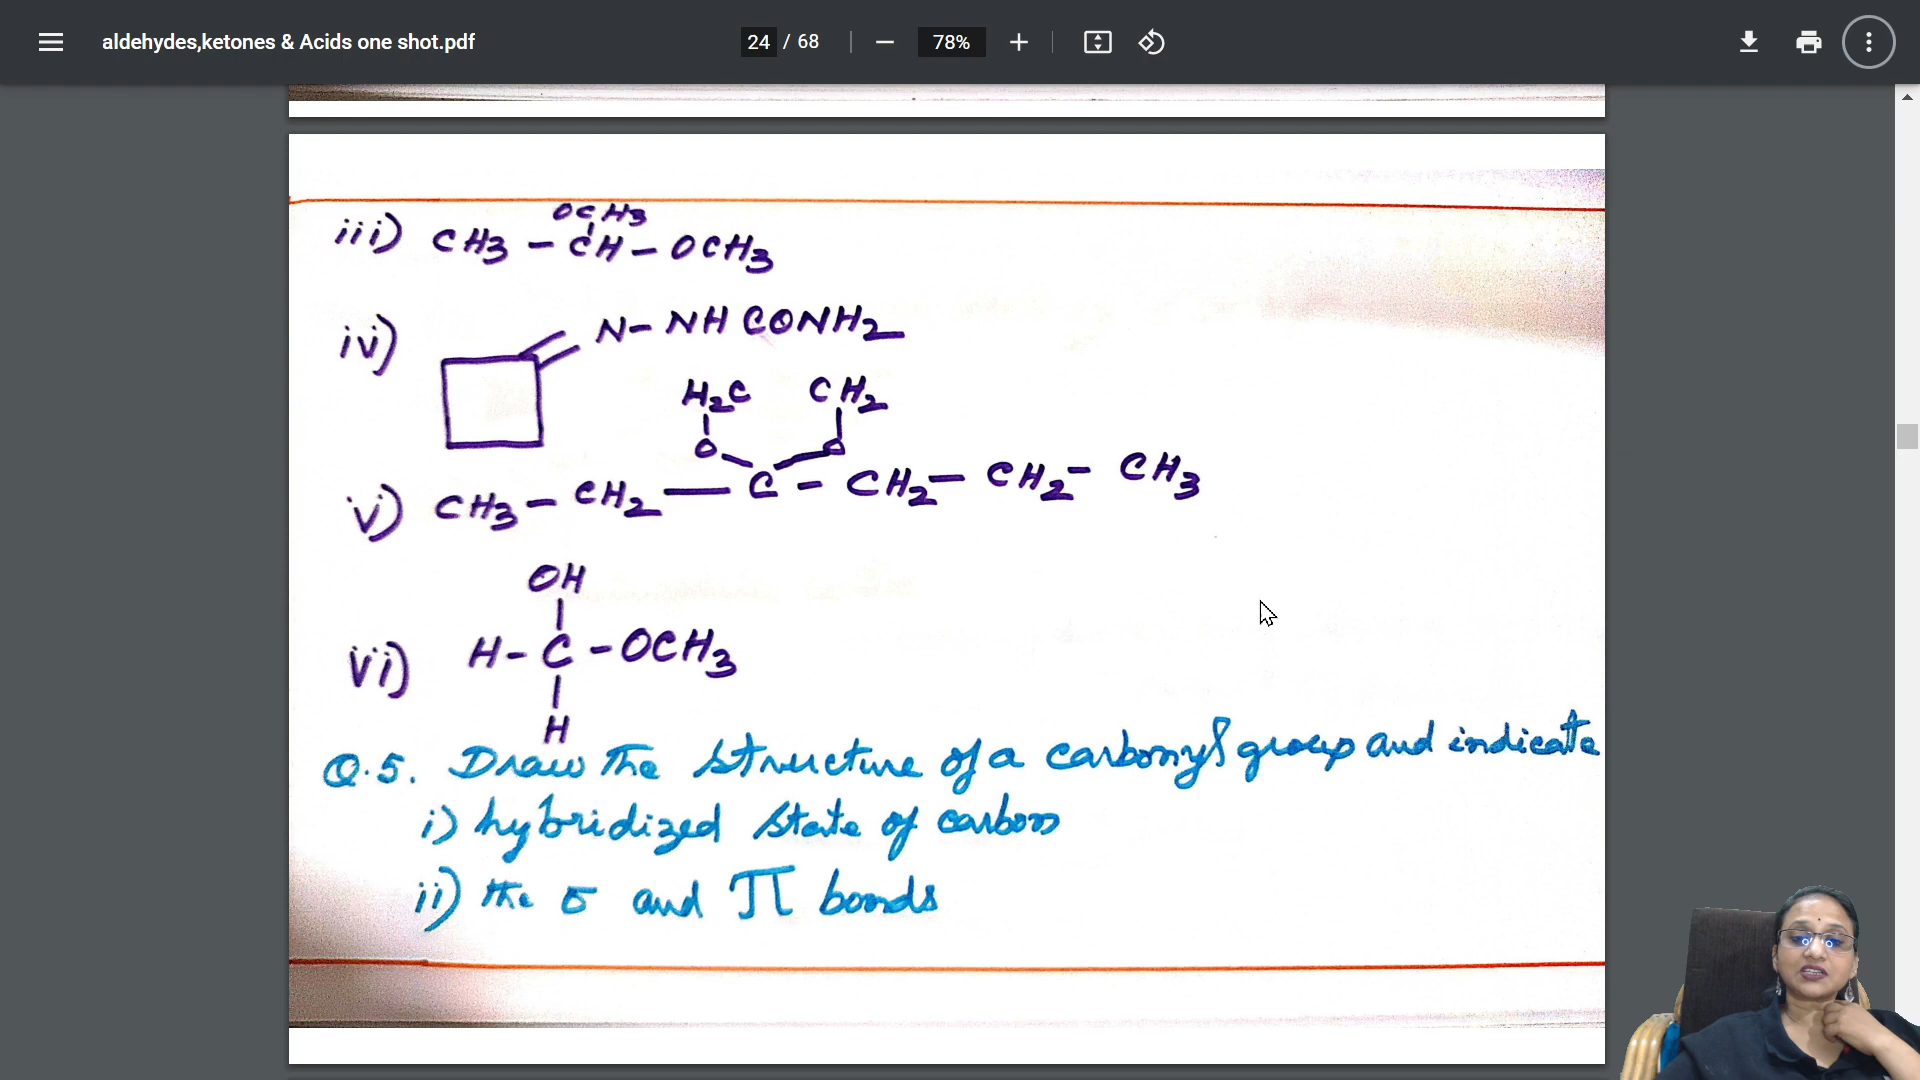 aldehydes,ketones & Acids one shot.pdf
24 / 68
78%
OCH3
iii) CH3 - CH - OCH3
iv) N- NH CONH2
H2C CH2
O O
v) CH3 - CH2 — C - CH2 - CH2 - CH3
OH
vi) H - C - OCH3
H
Q.5. Draw the structure of a carbonyl group and indicate
i) hybridized state of carbon
ii) the σ and π bonds